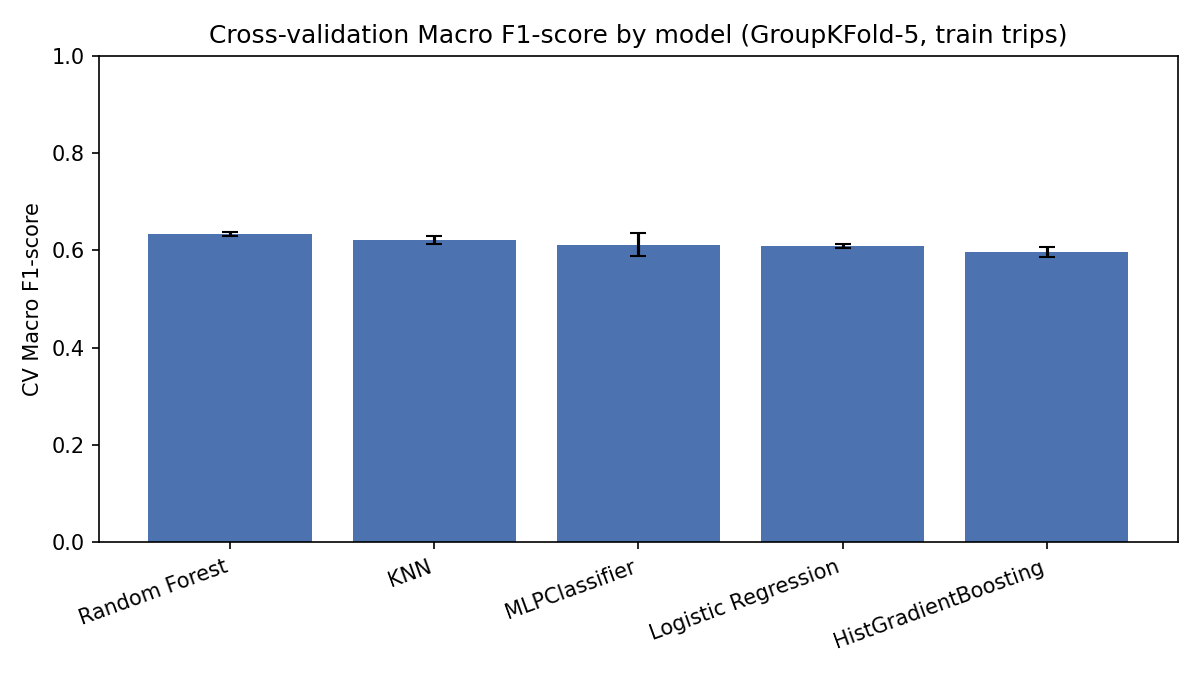 Cross-validation Macro F1-score by model (GroupKFold-5, train trips)
CV Macro F1-score
1.0
0.8
0.6
0.4
0.2
0.0
Random Forest
KNN
MLPClassifier
Logistic Regression
HistGradientBoosting